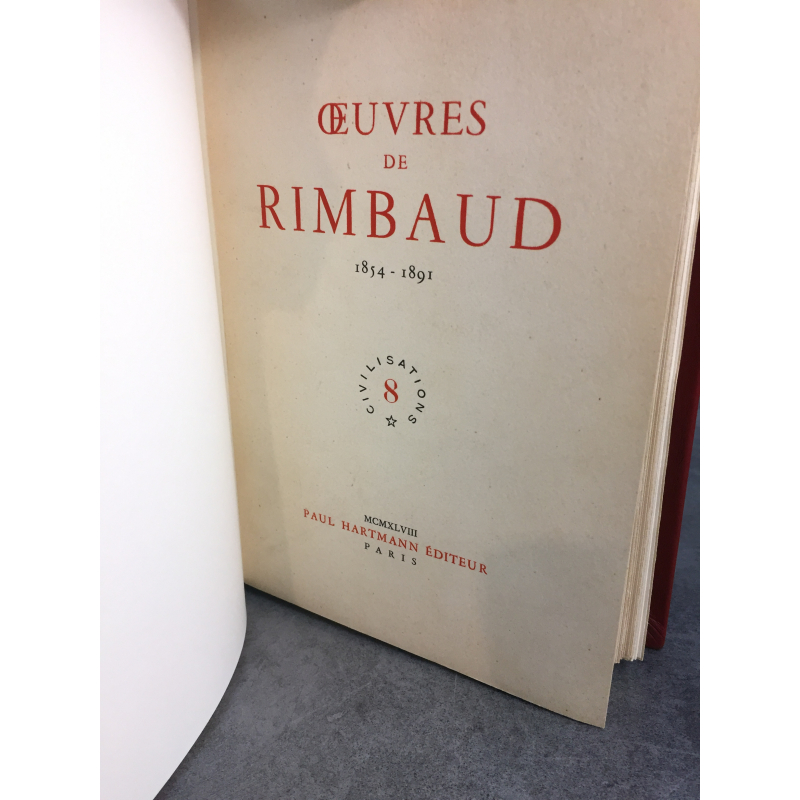 ŒUVRES
DE
RIMBAUD
1854 - 1891
CIVILISATIONS
8
MCMXLVIII
PAUL HARTMANN ÉDITEUR
PARIS